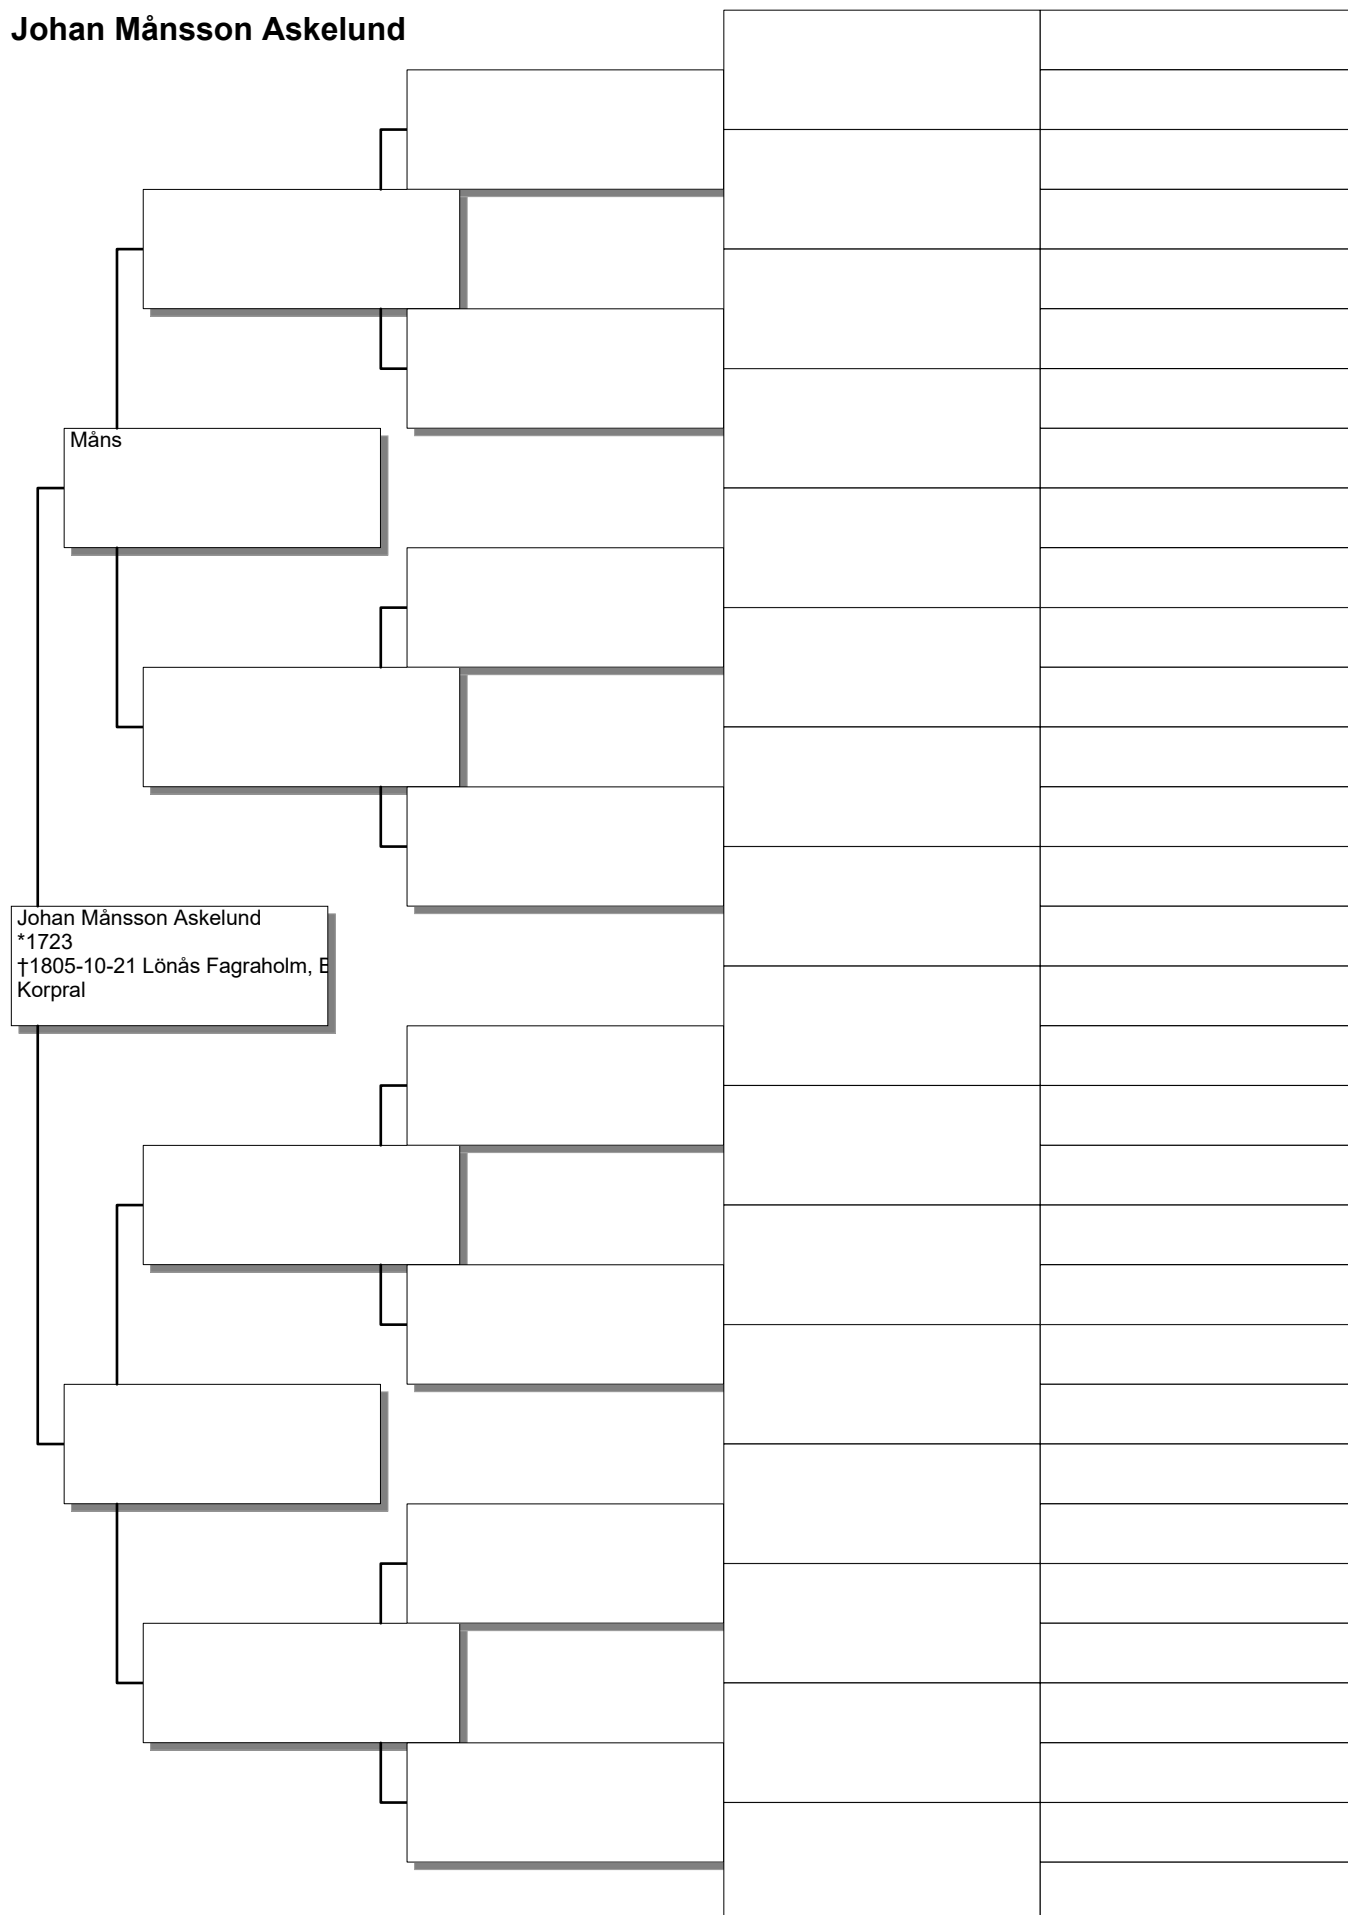 Johan Månsson Askelund
Måns
Johan Månsson Askelund
*1723
†1805-10-21 Lönås Fagraholm,
Korpral